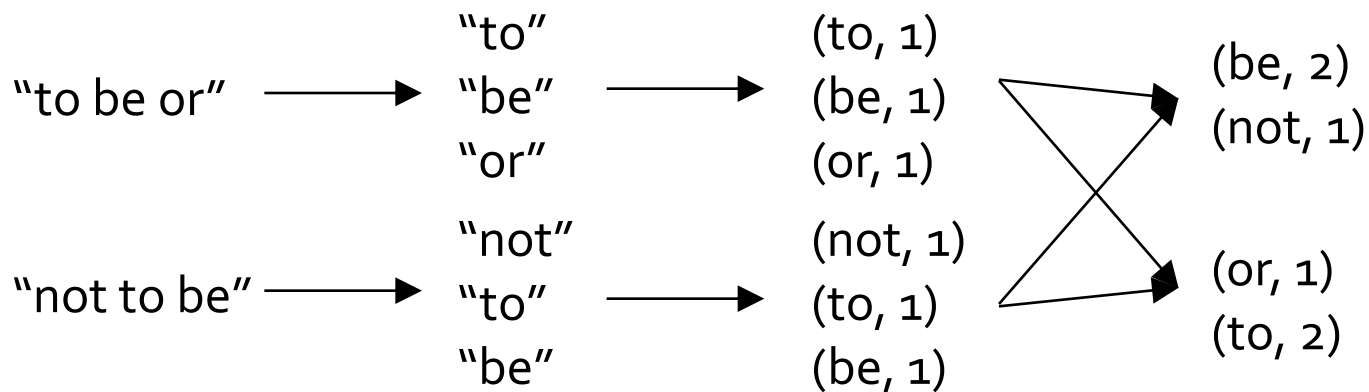 “to be or”
“to”
“be”
“or”
(to, 1)
(be, 1)
(or, 1)
(be, 2)
(not, 1)
“not to be”
“not”
“to”
“be”
(not, 1)
(to, 1)
(be, 1)
(or, 1)
(to, 2)